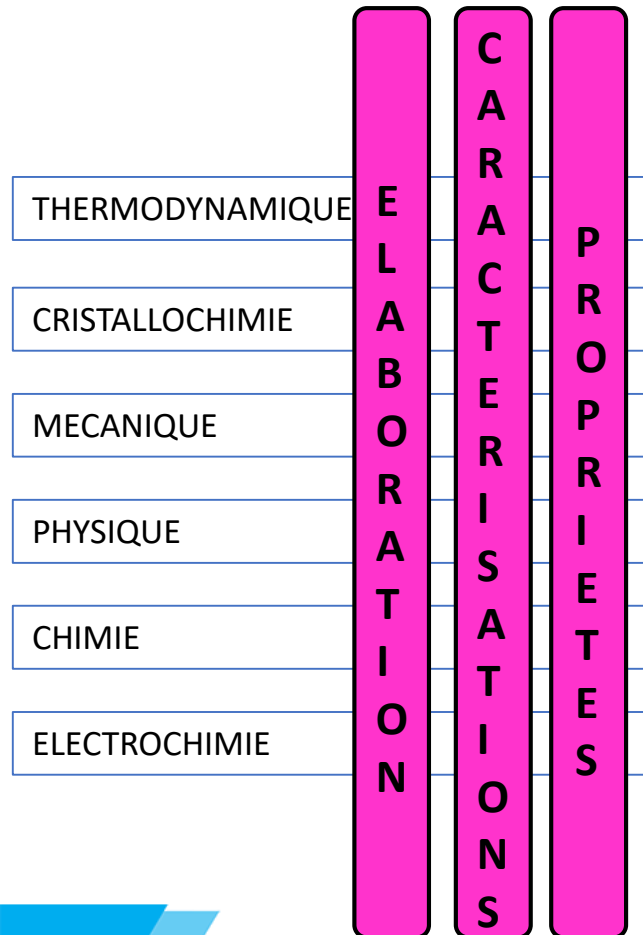 THERMODYNAMIQUE
CRISTALLOCHIMIE
MECANIQUE
PHYSIQUE
CHIMIE
ELECTROCHIMIE
ELABORATION
CARACTERISATIONS
PROPRIETES